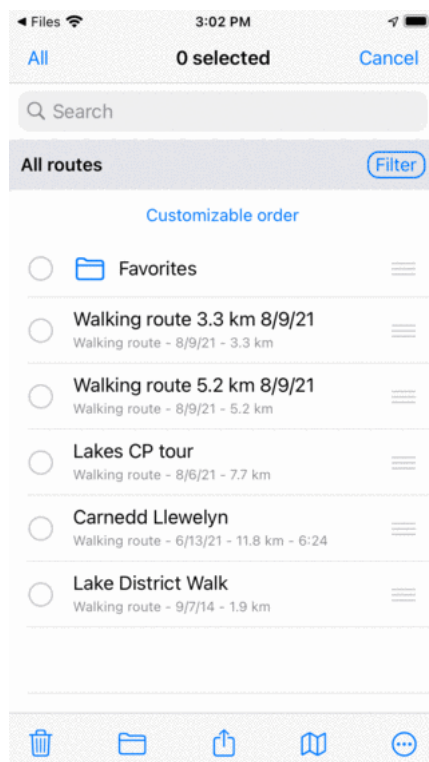 Files 3:02 PM
All 0 selected Cancel
Search
All routes Filter
Customizable order
Favorites
Walking route 3.3 km 8/9/21
Walking route - 8/9/21 - 3.3 km
Walking route 5.2 km 8/9/21
Walking route - 8/9/21 - 5.2 km
Lakes CP tour
Walking route - 8/6/21 - 7.7 km
Carnedd Llewelyn
Walking route - 6/13/21 - 11.8 km - 6:24
Lake District Walk
Walking route - 9/7/14 - 1.9 km